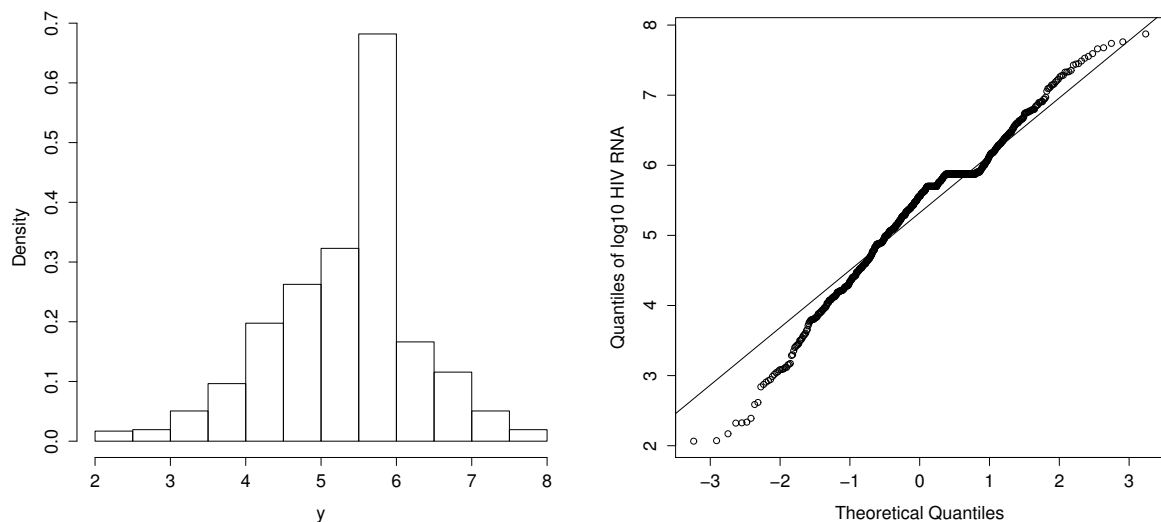 0.7
0.6
0.5
0.4
0.3
0.2
0.1
0.0
Density
2 3 4 5 6 7 8
y
8
7
6
5
4
3
2
Quantiles of log10 HIV RNA
−3 −2 −1 0 1 2 3
Theoretical Quantiles